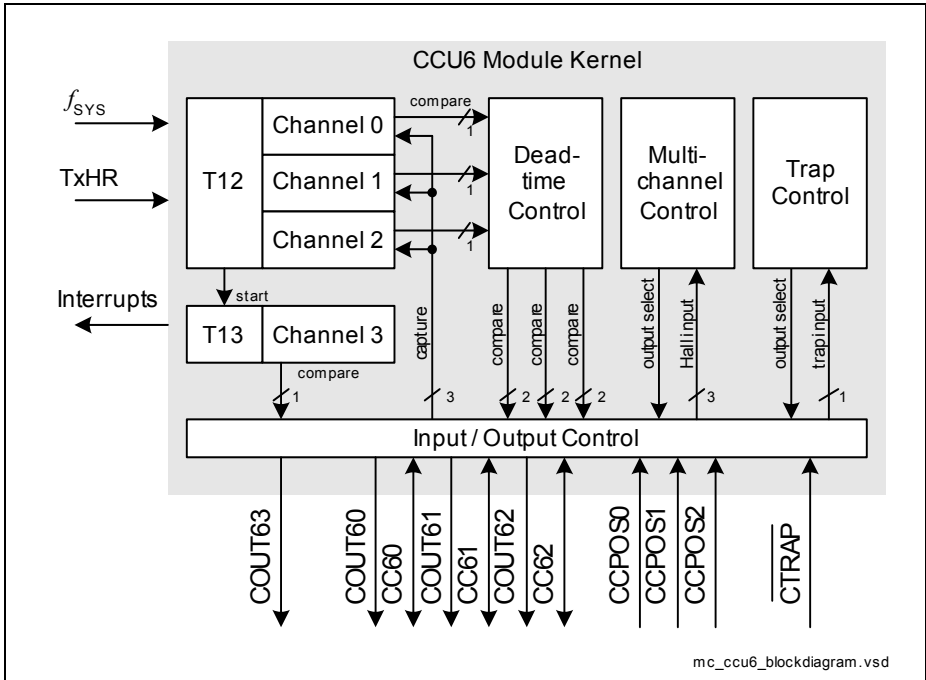 CCU6 Module Kernel
fSYS
TxHR
Interrupts
T12
Channel 0
Channel 1
Channel 2
compare
1
1
1
Dead-
time
Control
Multi-
channel
Control
Trap
Control
start
T13
Channel 3
compare
1
capture
3
compare
2
compare
2
compare
2
output select
Hall input
3
output select
trap input
1
Input / Output Control
COUT63
COUT60
CC60
COUT61
CC61
COUT62
CC62
CCPOS0
CCPOS1
CCPOS2
CTRAP
mc_ccu6_blockdiagram.vsd